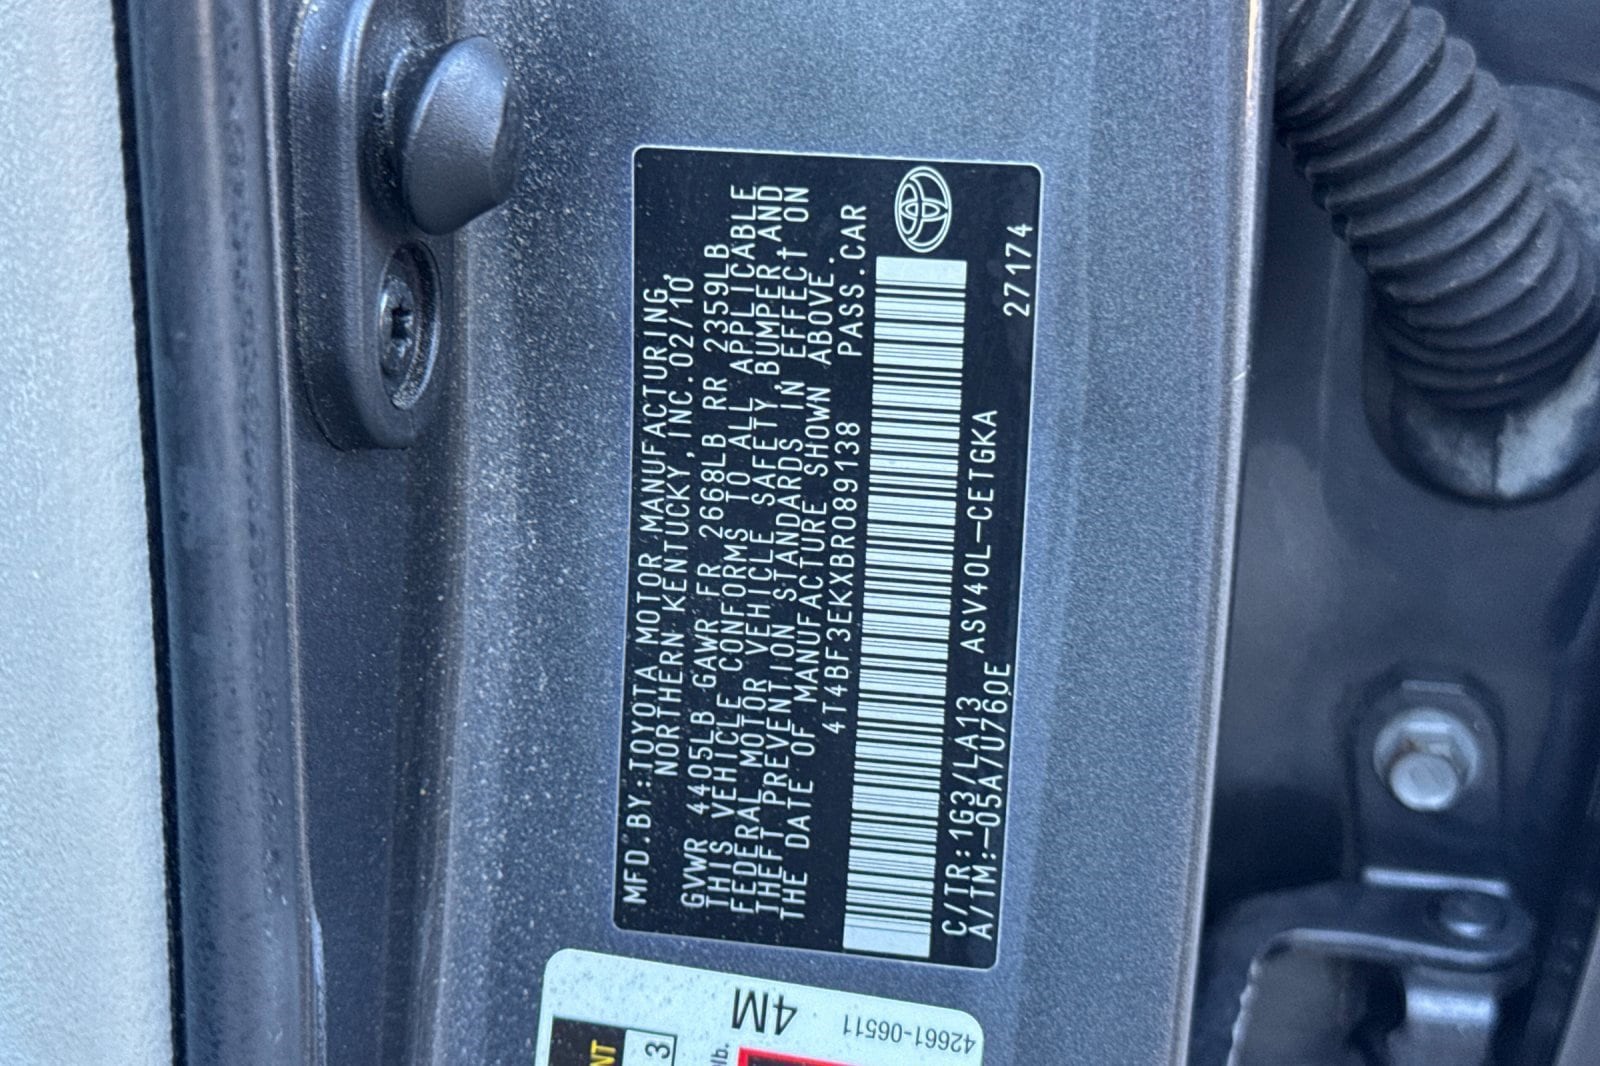 MFD.BY:TOYOTA MOTOR MANUFACTURING,
NORTHERN KENTUCKY,INC.02/10,
GVWR 4405LB GAWR FR 2668LB RR 2359LB
THIS VEHICLE CONFORMS TO ALL APPLICABLE
FEDERAL MOTOR VEHICLE SAFETY,BUMPER,AND
THEFT PREVENTION STANDARDS IN EFFECT ON
THE DATE OF MANUFACTURE SHOWN ABOVE.
4T4BF3EKXBR089138 PASS.CAR
C/TR:1G3/LA13 ASV40L-CETGKA
A/TM:-05A/U760E
27174
4M
42661-06511
NT
3
lb.